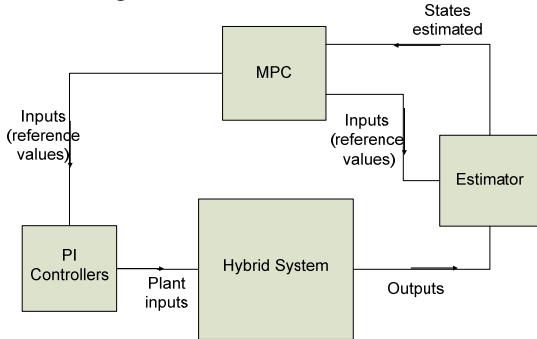 States
estimated
MPC
Inputs
(reference
values)
Inputs
(reference
values)
Estimator
PI
Controllers
Hybrid System
Plant
inputs
Outputs